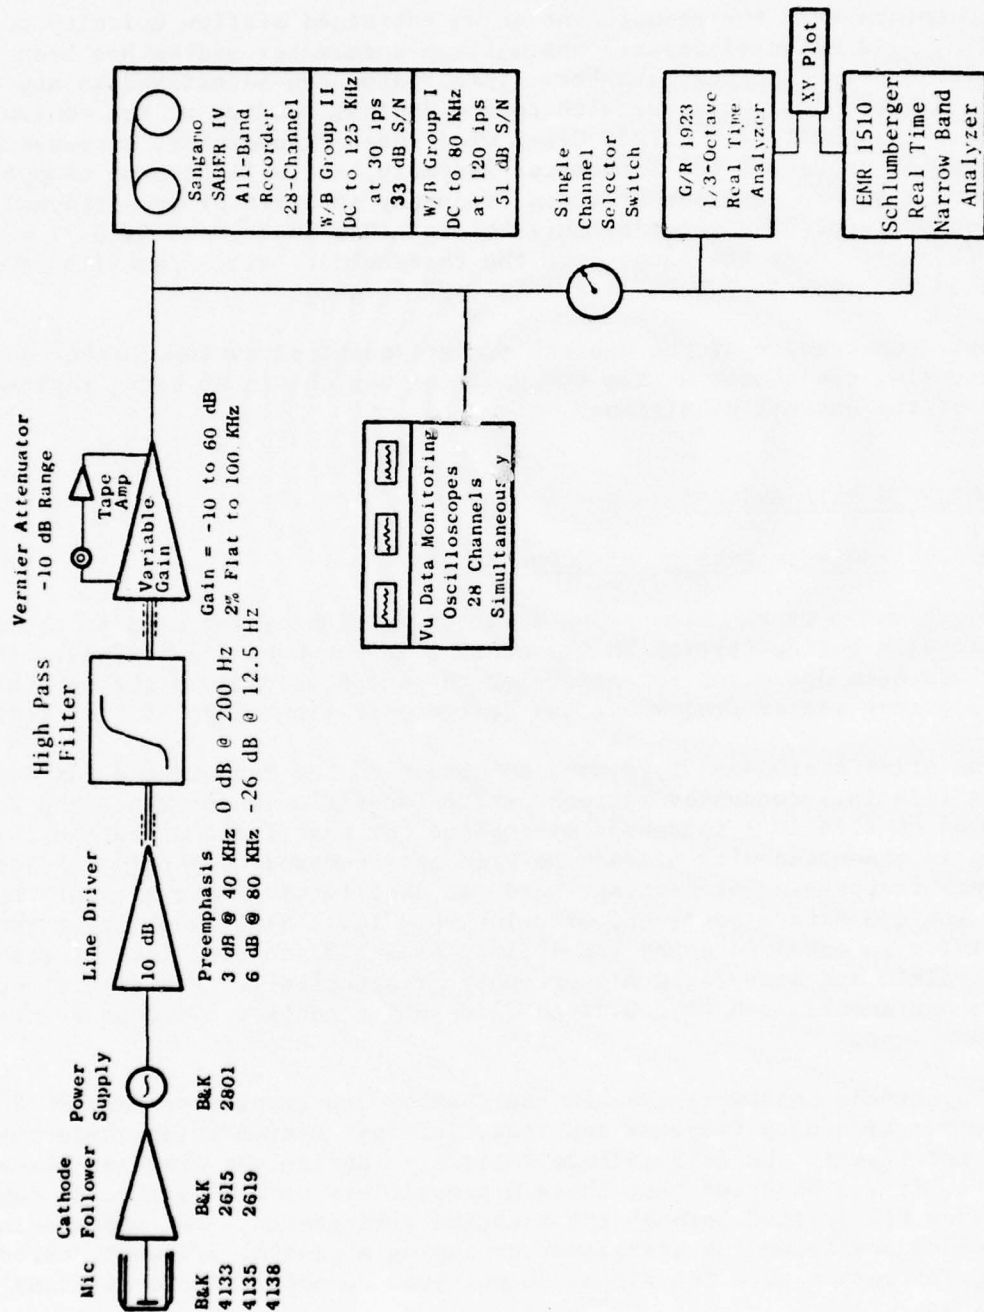 Mic
Cathode
Follower
Power
Supply
Line Driver
High Pass
Filter
Vernier Attenuator
-10 dB Range
Tape
Amp
10 dB
Variable
Gain
B&K
4133
4135
4138
B&K
2615
2619
B&K
2801
Preemphasis
3 dB @ 40 KHz
6 dB @ 80 KHz
0 dB @ 200 Hz
-26 dB @ 12.5 Hz
Gain = -10 to 60 dB
2% Flat to 100 KHz
Sangamo
SABER IV
All-Band
Recorder
28-Channel
W/B Group II
DC to 125 KHz
at 30 ips
33 dB S/N
W/B Group I
DC to 80 KHz
at 120 ips
51 dB S/N
Vu Data Monitoring
Oscilloscopes
28 Channels
Simultaneously
Single
Channel
Selector
Switch
G/R 1923
1/3-Octave
Real Time
Analyzer
XY Plot
EMR 1510
Schlumberger
Real Time
Narrow Band
Analyzer